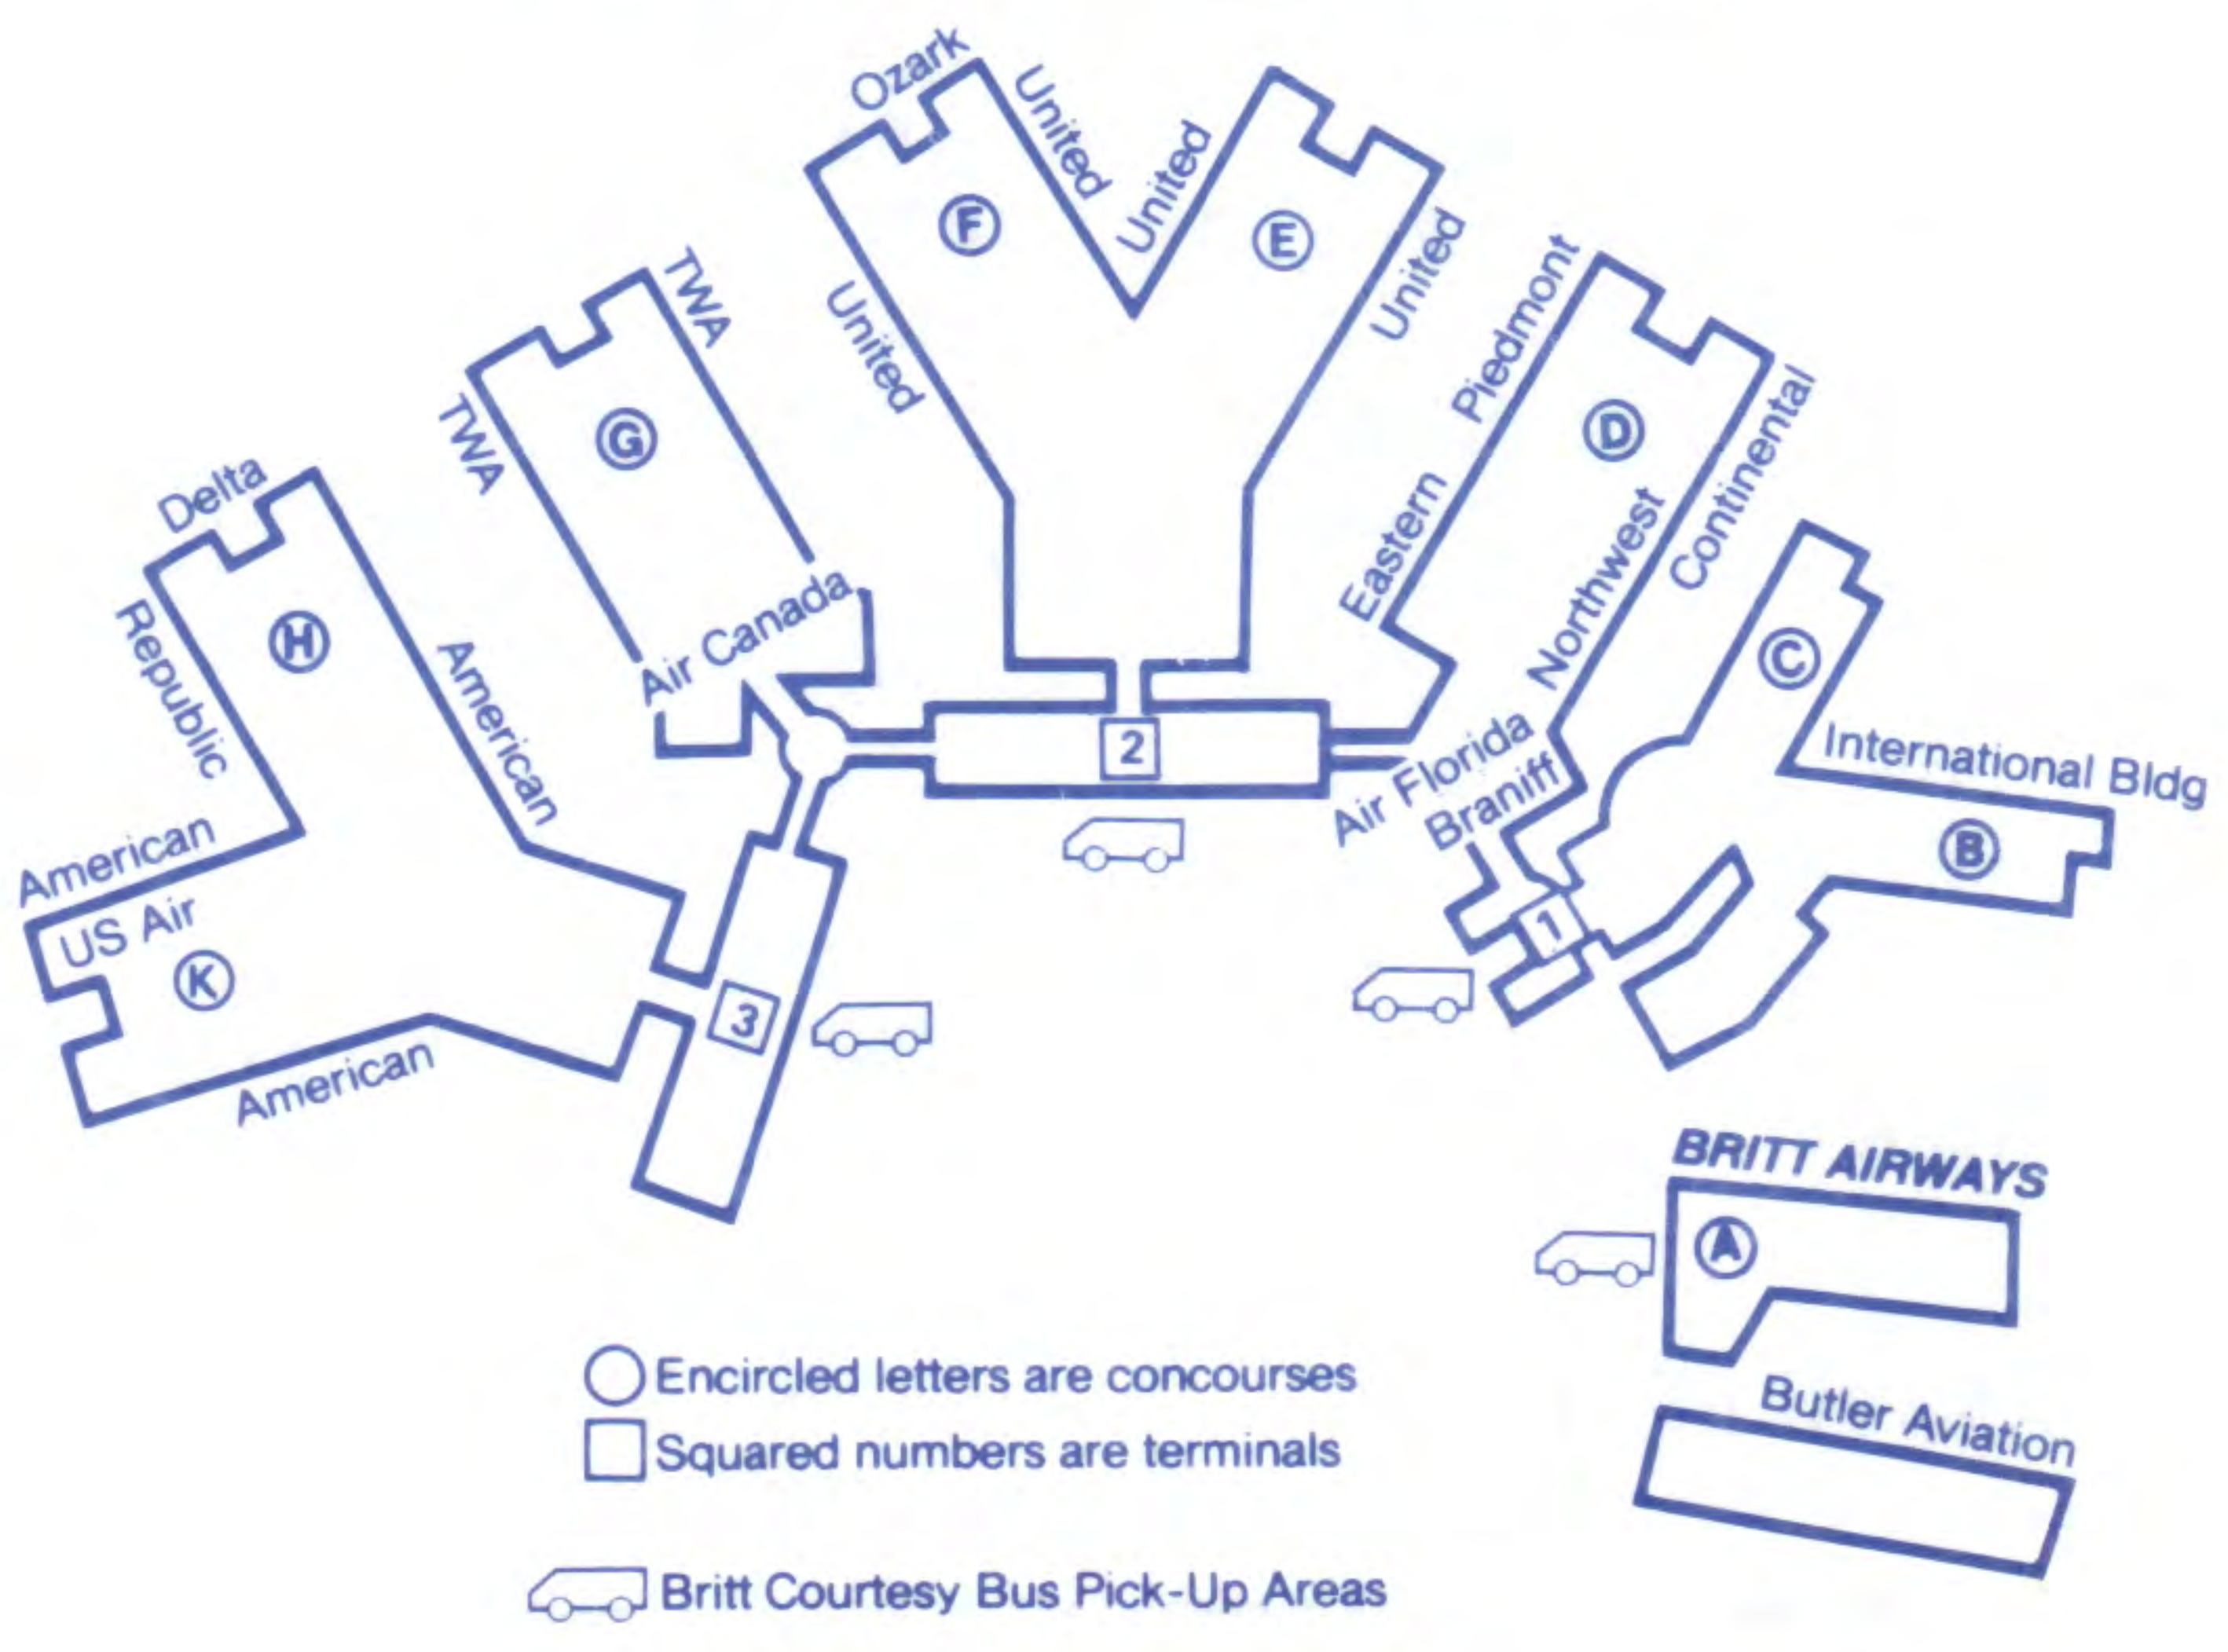 Ozark
United
United
F
E
United
United
Piedmont
TWA
TWA
G
D
Continental
Eastern
Northwest
Delta
H
Republic
American
Air Canada
C
2
Air Florida
Braniff
International Bldg
B
American
US Air
K
American
3
1
BRITT AIRWAYS
A
Butler Aviation
Encircled letters are concourses
Squared numbers are terminals
Britt Courtesy Bus Pick-Up Areas